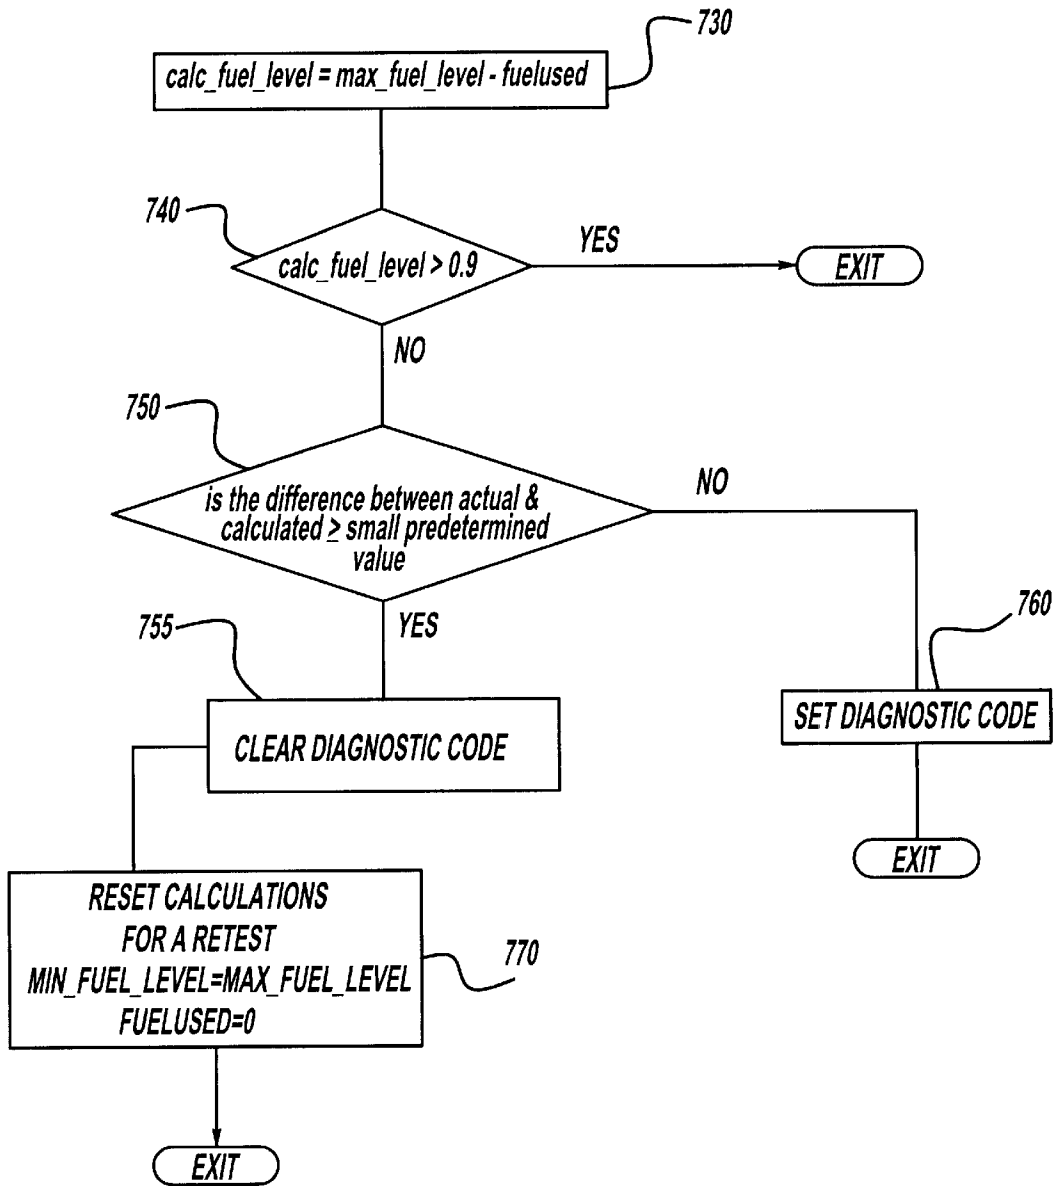 730
calc_fuel_level = max_fuel_level - fuelused
740
calc_fuel_level > 0.9
YES
EXIT
NO
750
is the difference between actual &
calculated ≥ small predetermined
value
NO
YES
755
760
CLEAR DIAGNOSTIC CODE
SET DIAGNOSTIC CODE
EXIT
RESET CALCULATIONS
FOR A RETEST
MIN_FUEL_LEVEL=MAX_FUEL_LEVEL
FUELUSED=0
770
EXIT